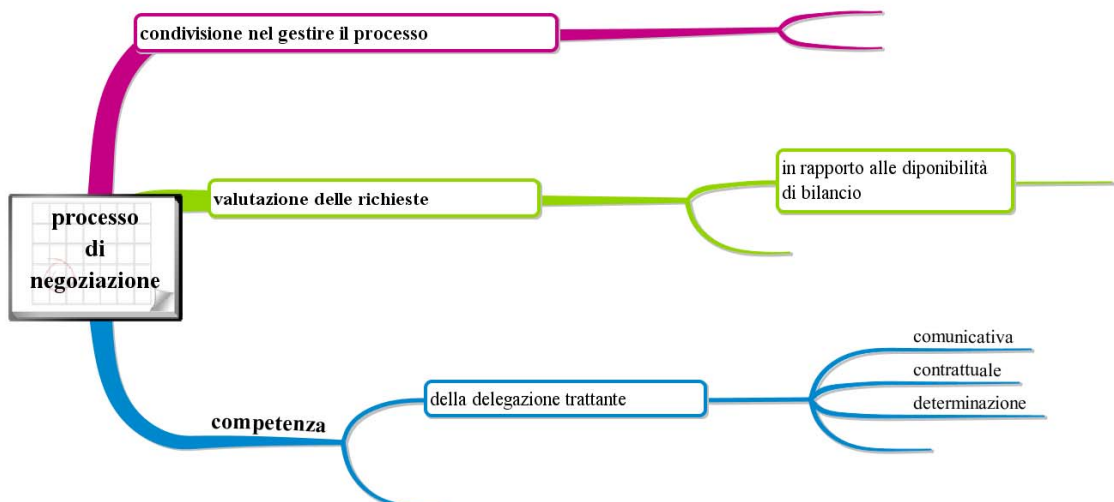 condivisione nel gestire il processo
processo
di
negoziazione
valutazione delle richieste
in rapporto alle diponibilità
di bilancio
competenza
della delegazione trattante
comunicativa
contrattuale
determinazione